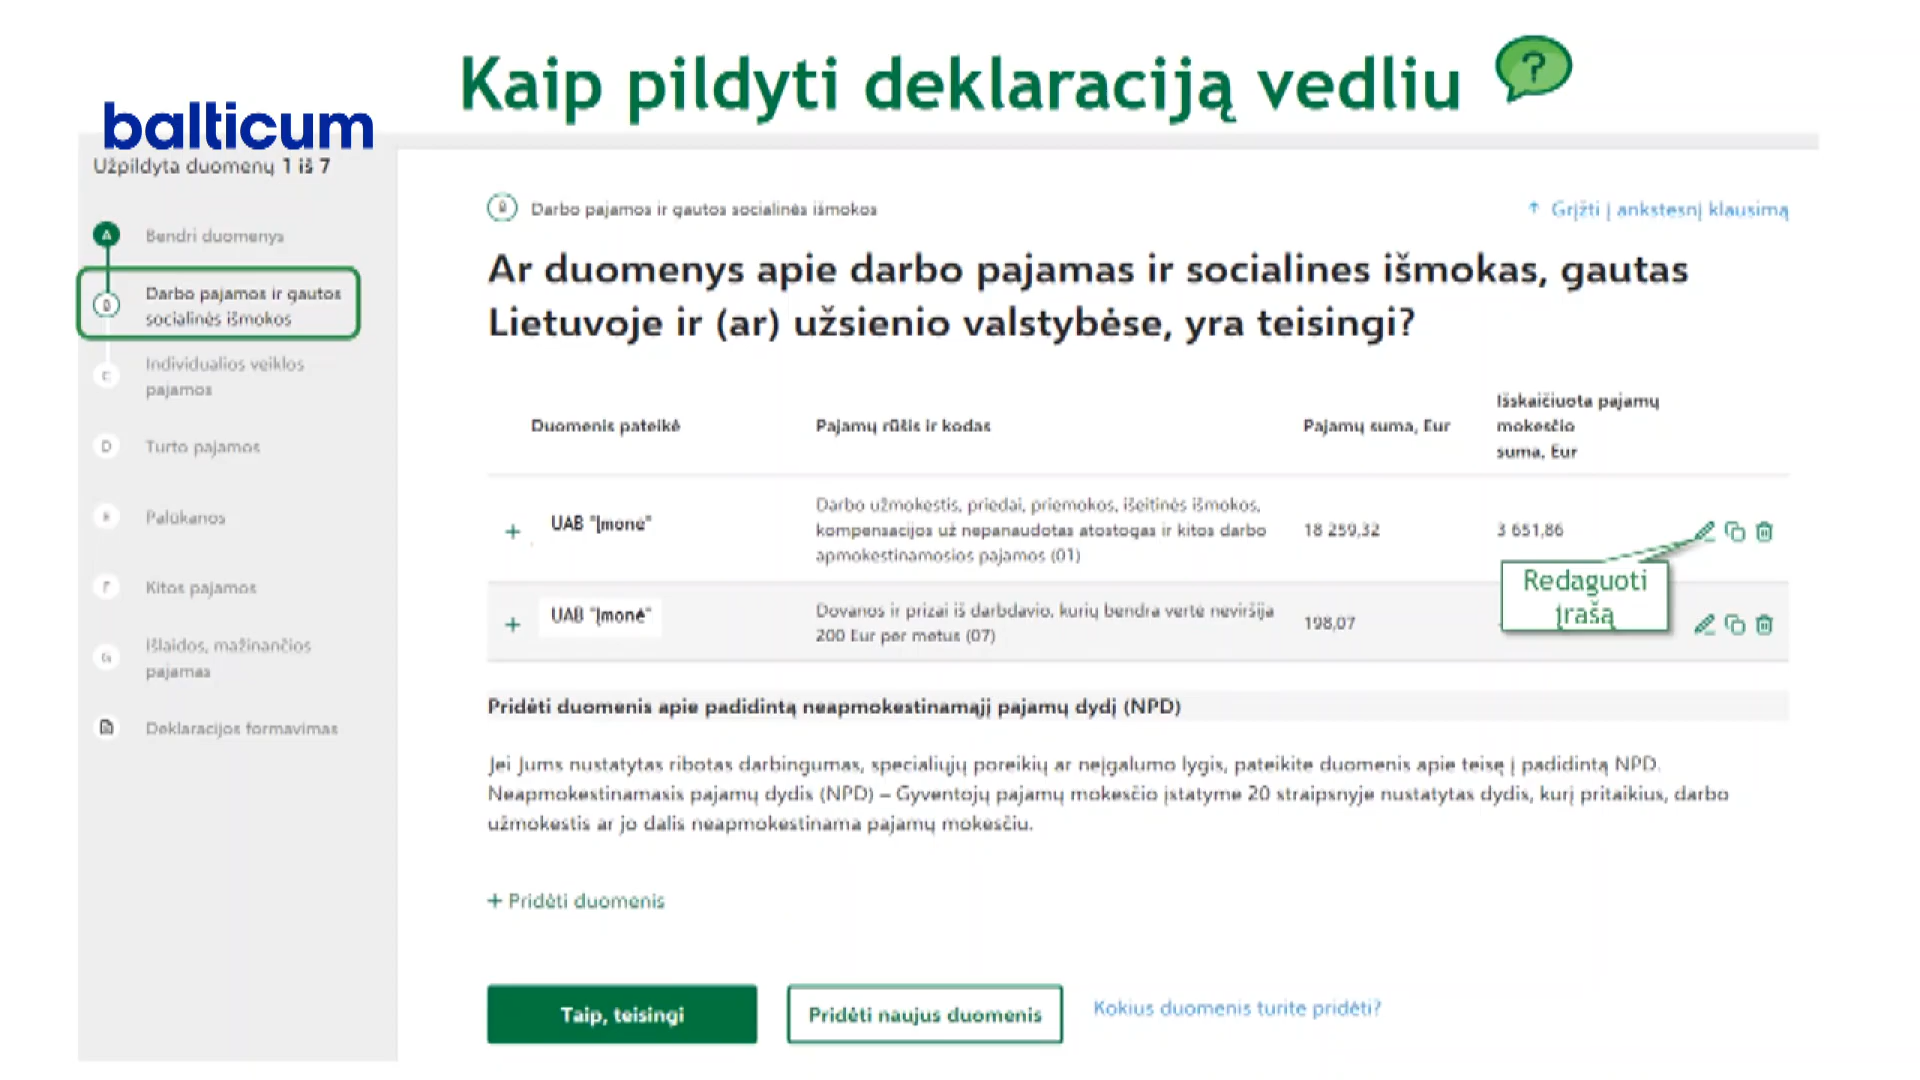 Kaip pildyti deklaraciją vedliu
?
balticum
Užpildyta duomenų 1 iš 7
A
Bendri duomenys
B
Darbo pajamos ir gautos
socialinės išmokos
C
Individualios veiklos
pajamos
D
Turto pajamos
E
Palūkanos
F
Kitos pajamos
G
Išlaidos, mažinančios
pajamas
Deklaracijos formavimas
B Darbo pajamos ir gautos socialinės išmokos
↑ Grįžti į ankstesnį klausimą
Ar duomenys apie darbo pajamas ir socialines išmokas, gautas
Lietuvoje ir (ar) užsienio valstybėse, yra teisingi?
Duomenis pateikė
Pajamų rūšis ir kodas
Pajamų suma, Eur
Išskaičiuota pajamų
mokesčio
suma, Eur
+ UAB "Įmonė"
Darbo užmokestis, priedai, priemokos, išeitinės išmokos,
kompensacijos už nepanaudotas atostogas ir kitos darbo
apmokestinamosios pajamos (01)
18 259,32
3 651,86
Redaguoti
įrašą
+ UAB "Įmonė"
Dovanos ir prizai iš darbdavio, kurių bendra vertė neviršija
200 Eur per metus (07)
198,07
Pridėti duomenis apie padidintą neapmokestinamąjį pajamų dydį (NPD)
Jei Jums nustatytas ribotas darbingumas, specialiųjų poreikių ar neįgalumo lygis, pateikite duomenis apie teisę į padidintą NPD.
Neapmokestinamasis pajamų dydis (NPD) – Gyventojų pajamų mokesčio įstatyme 20 straipsnyje nustatytas dydis, kurį pritaikius, darbo
užmokestis ar jo dalis neapmokestinama pajamų mokesčiu.
+ Pridėti duomenis
Taip, teisingi
Pridėti naujus duomenis
Kokius duomenis turite pridėti?